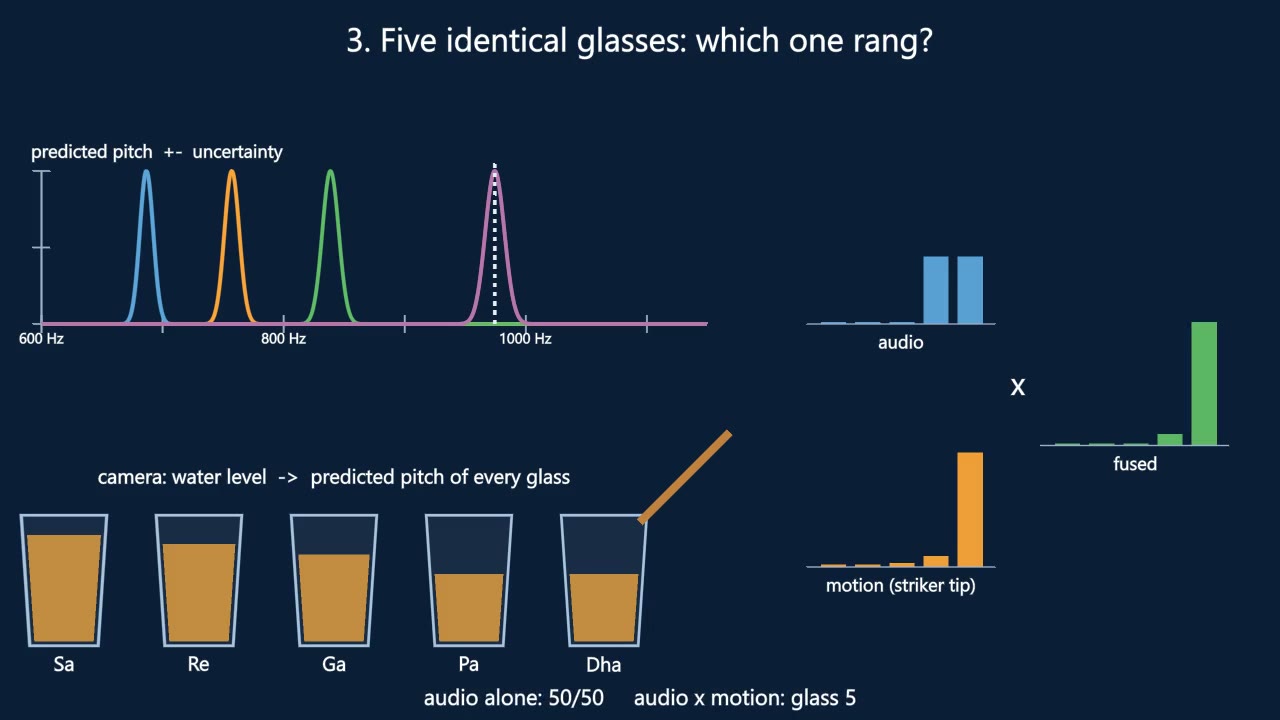 3. Five identical glasses: which one rang?
predicted pitch +- uncertainty
600 Hz
800 Hz
1000 Hz
audio
X
fused
camera: water level -> predicted pitch of every glass
motion (striker tip)
Sa
Re
Ga
Pa
Dha
audio alone: 50/50 audio x motion: glass 5